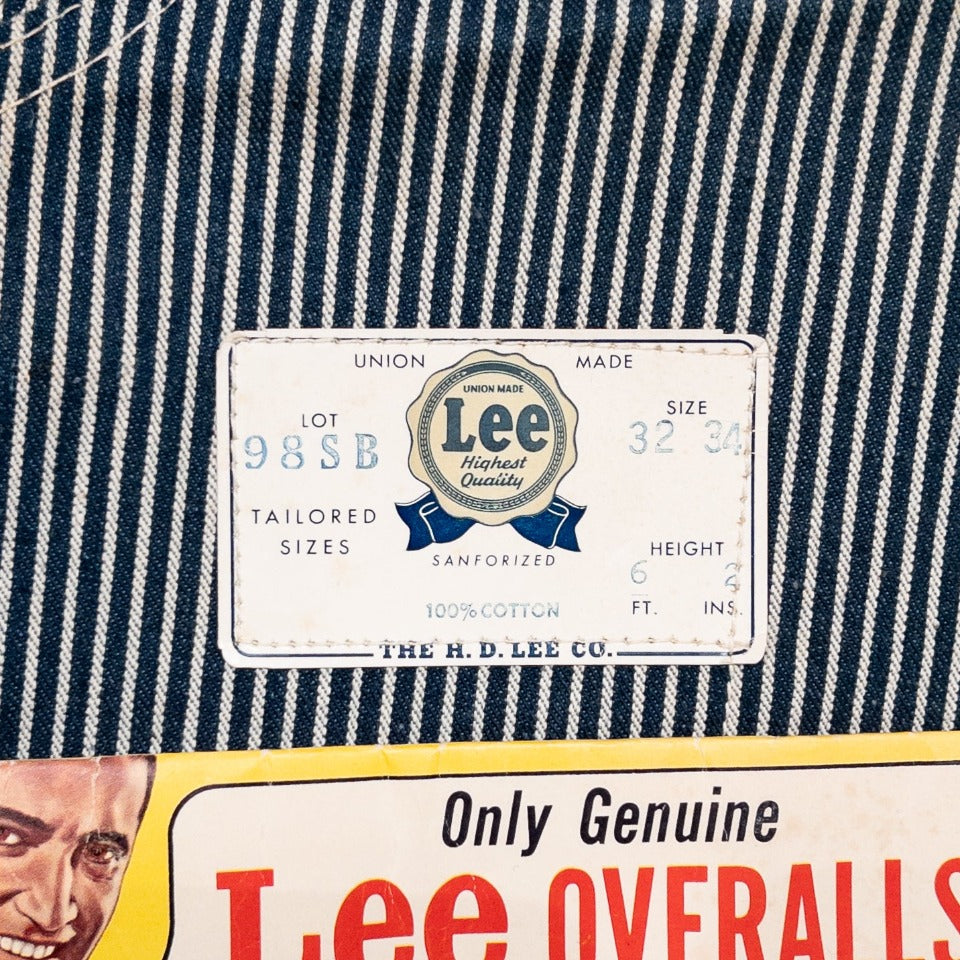 UNION MADE
UNION MADE
Lee
Highest
Quality
LOT
98SB
SIZE
32 34
TAILORED
SIZES
SANFORIZED
HEIGHT
6 2
FT. INS.
100% COTTON
THE H. D. LEE CO.
Only Genuine
Lee OVERALLS